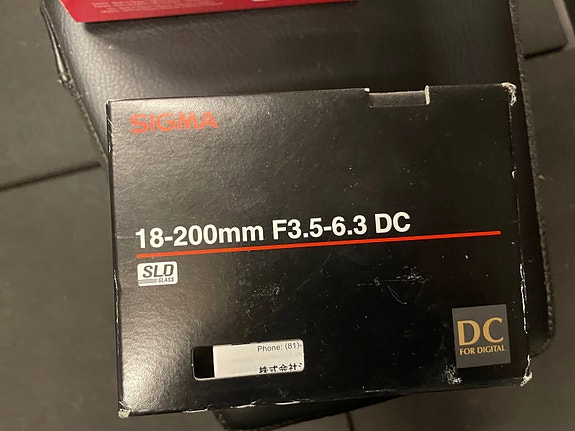 SIGMA
18-200mm F3.5-6.3 DC
SLD
GLASS
DC
FOR DIGITAL
Phone: (81)-
株式会社